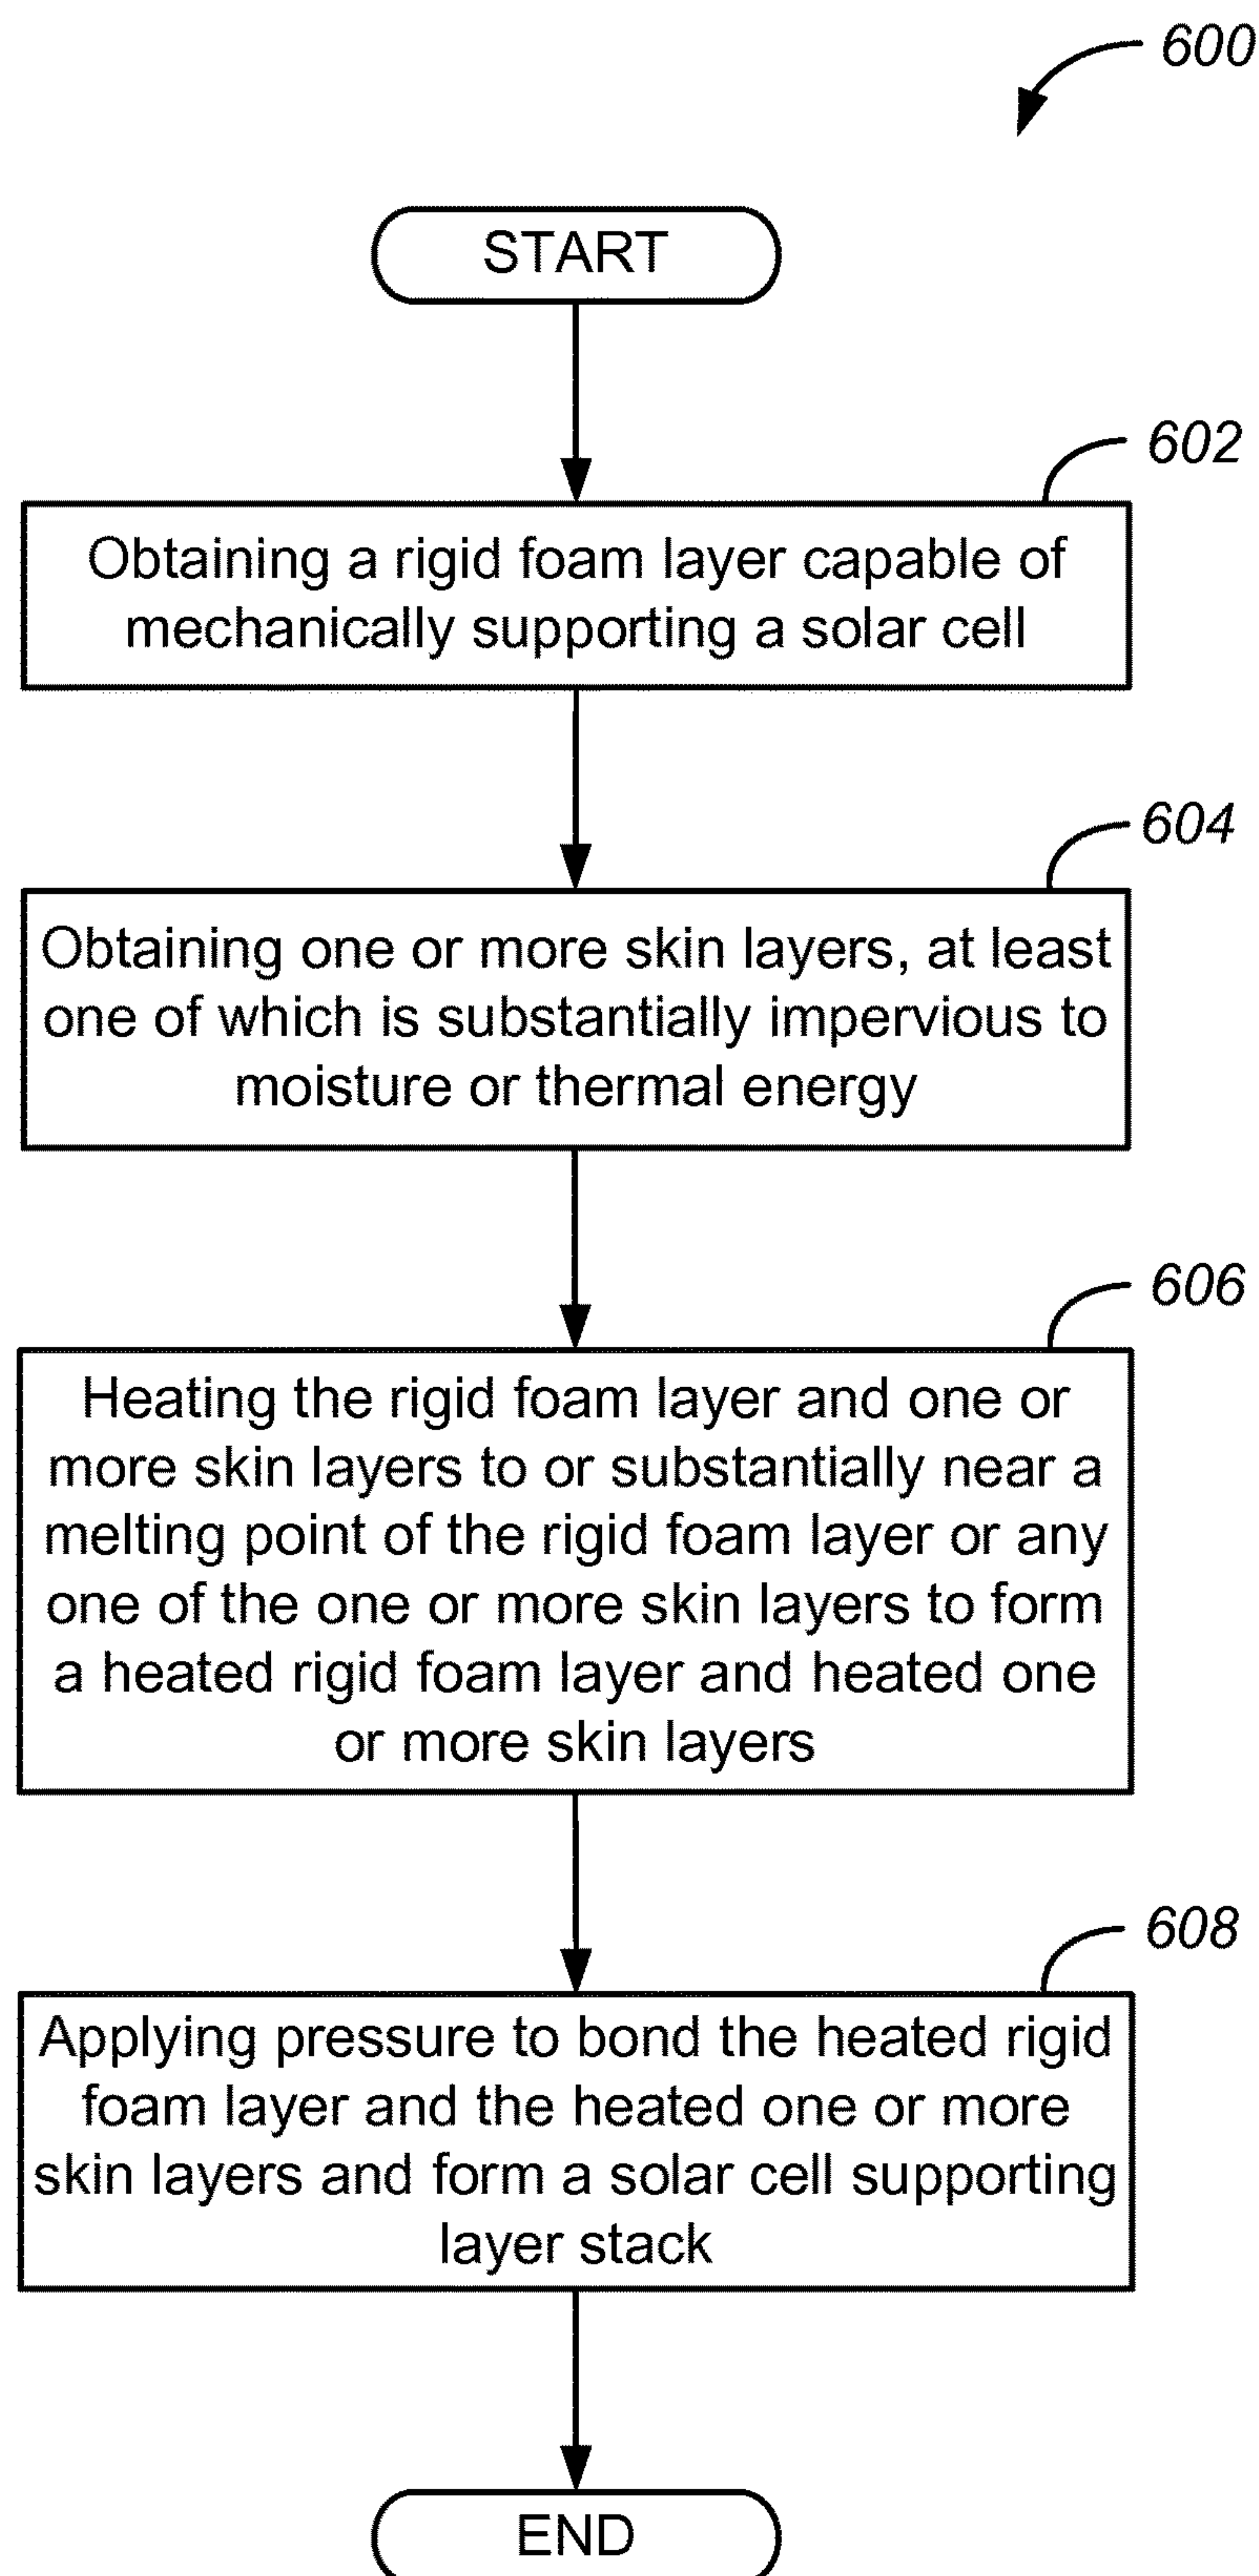 600
START
602
Obtaining a rigid foam layer capable of
mechanically supporting a solar cell
604
Obtaining one or more skin layers, at least
one of which is substantially impervious to
moisture or thermal energy
606
Heating the rigid foam layer and one or
more skin layers to or substantially near a
melting point of the rigid foam layer or any
one of the one or more skin layers to form
a heated rigid foam layer and heated one
or more skin layers
608
Applying pressure to bond the heated rigid
foam layer and the heated one or more
skin layers and form a solar cell supporting
layer stack
END